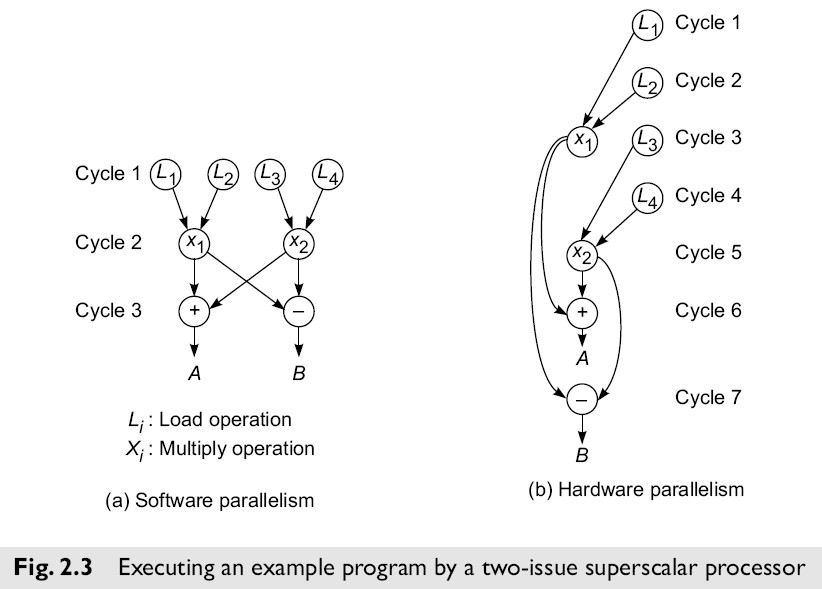 Cycle 1 L1 L2 L3 L4
Cycle 2 x1 x2
Cycle 3 + –
A B
Li : Load operation
Xi : Multiply operation
(a) Software parallelism
L1 Cycle 1
L2 Cycle 2
x1 L3 Cycle 3
L4 Cycle 4
x2 Cycle 5
+ Cycle 6
A
– Cycle 7
B
(b) Hardware parallelism
Fig. 2.3 Executing an example program by a two-issue superscalar processor